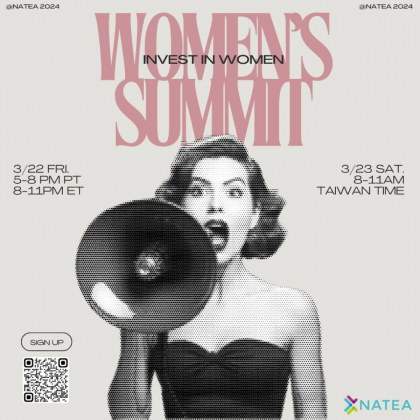 @NATEA 2024
@NATEA 2024
WOMEN'S
INVEST IN WOMEN
SUMMIT
3/22 FRI.
5-8 PM PT
8-11PM ET
3/23 SAT.
8-11AM
TAIWAN TIME
SIGN UP
NATEA